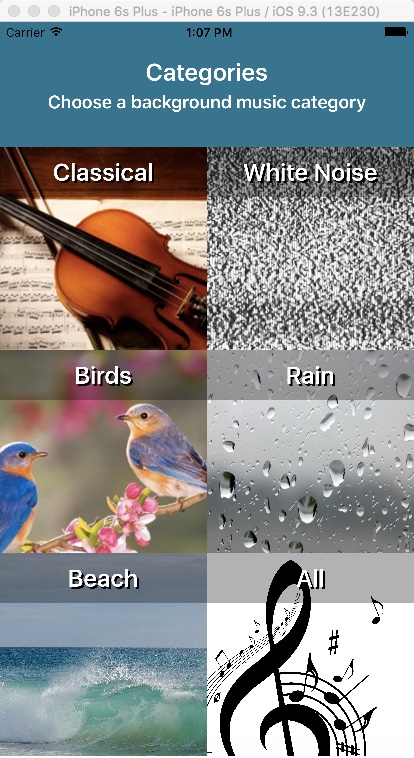 iPhone 6s Plus - iPhone 6s Plus / iOS 9.3 (13E230)
Carrier 1:07 PM
Categories
Choose a background music category
Classical White Noise
Birds Rain
Beach All